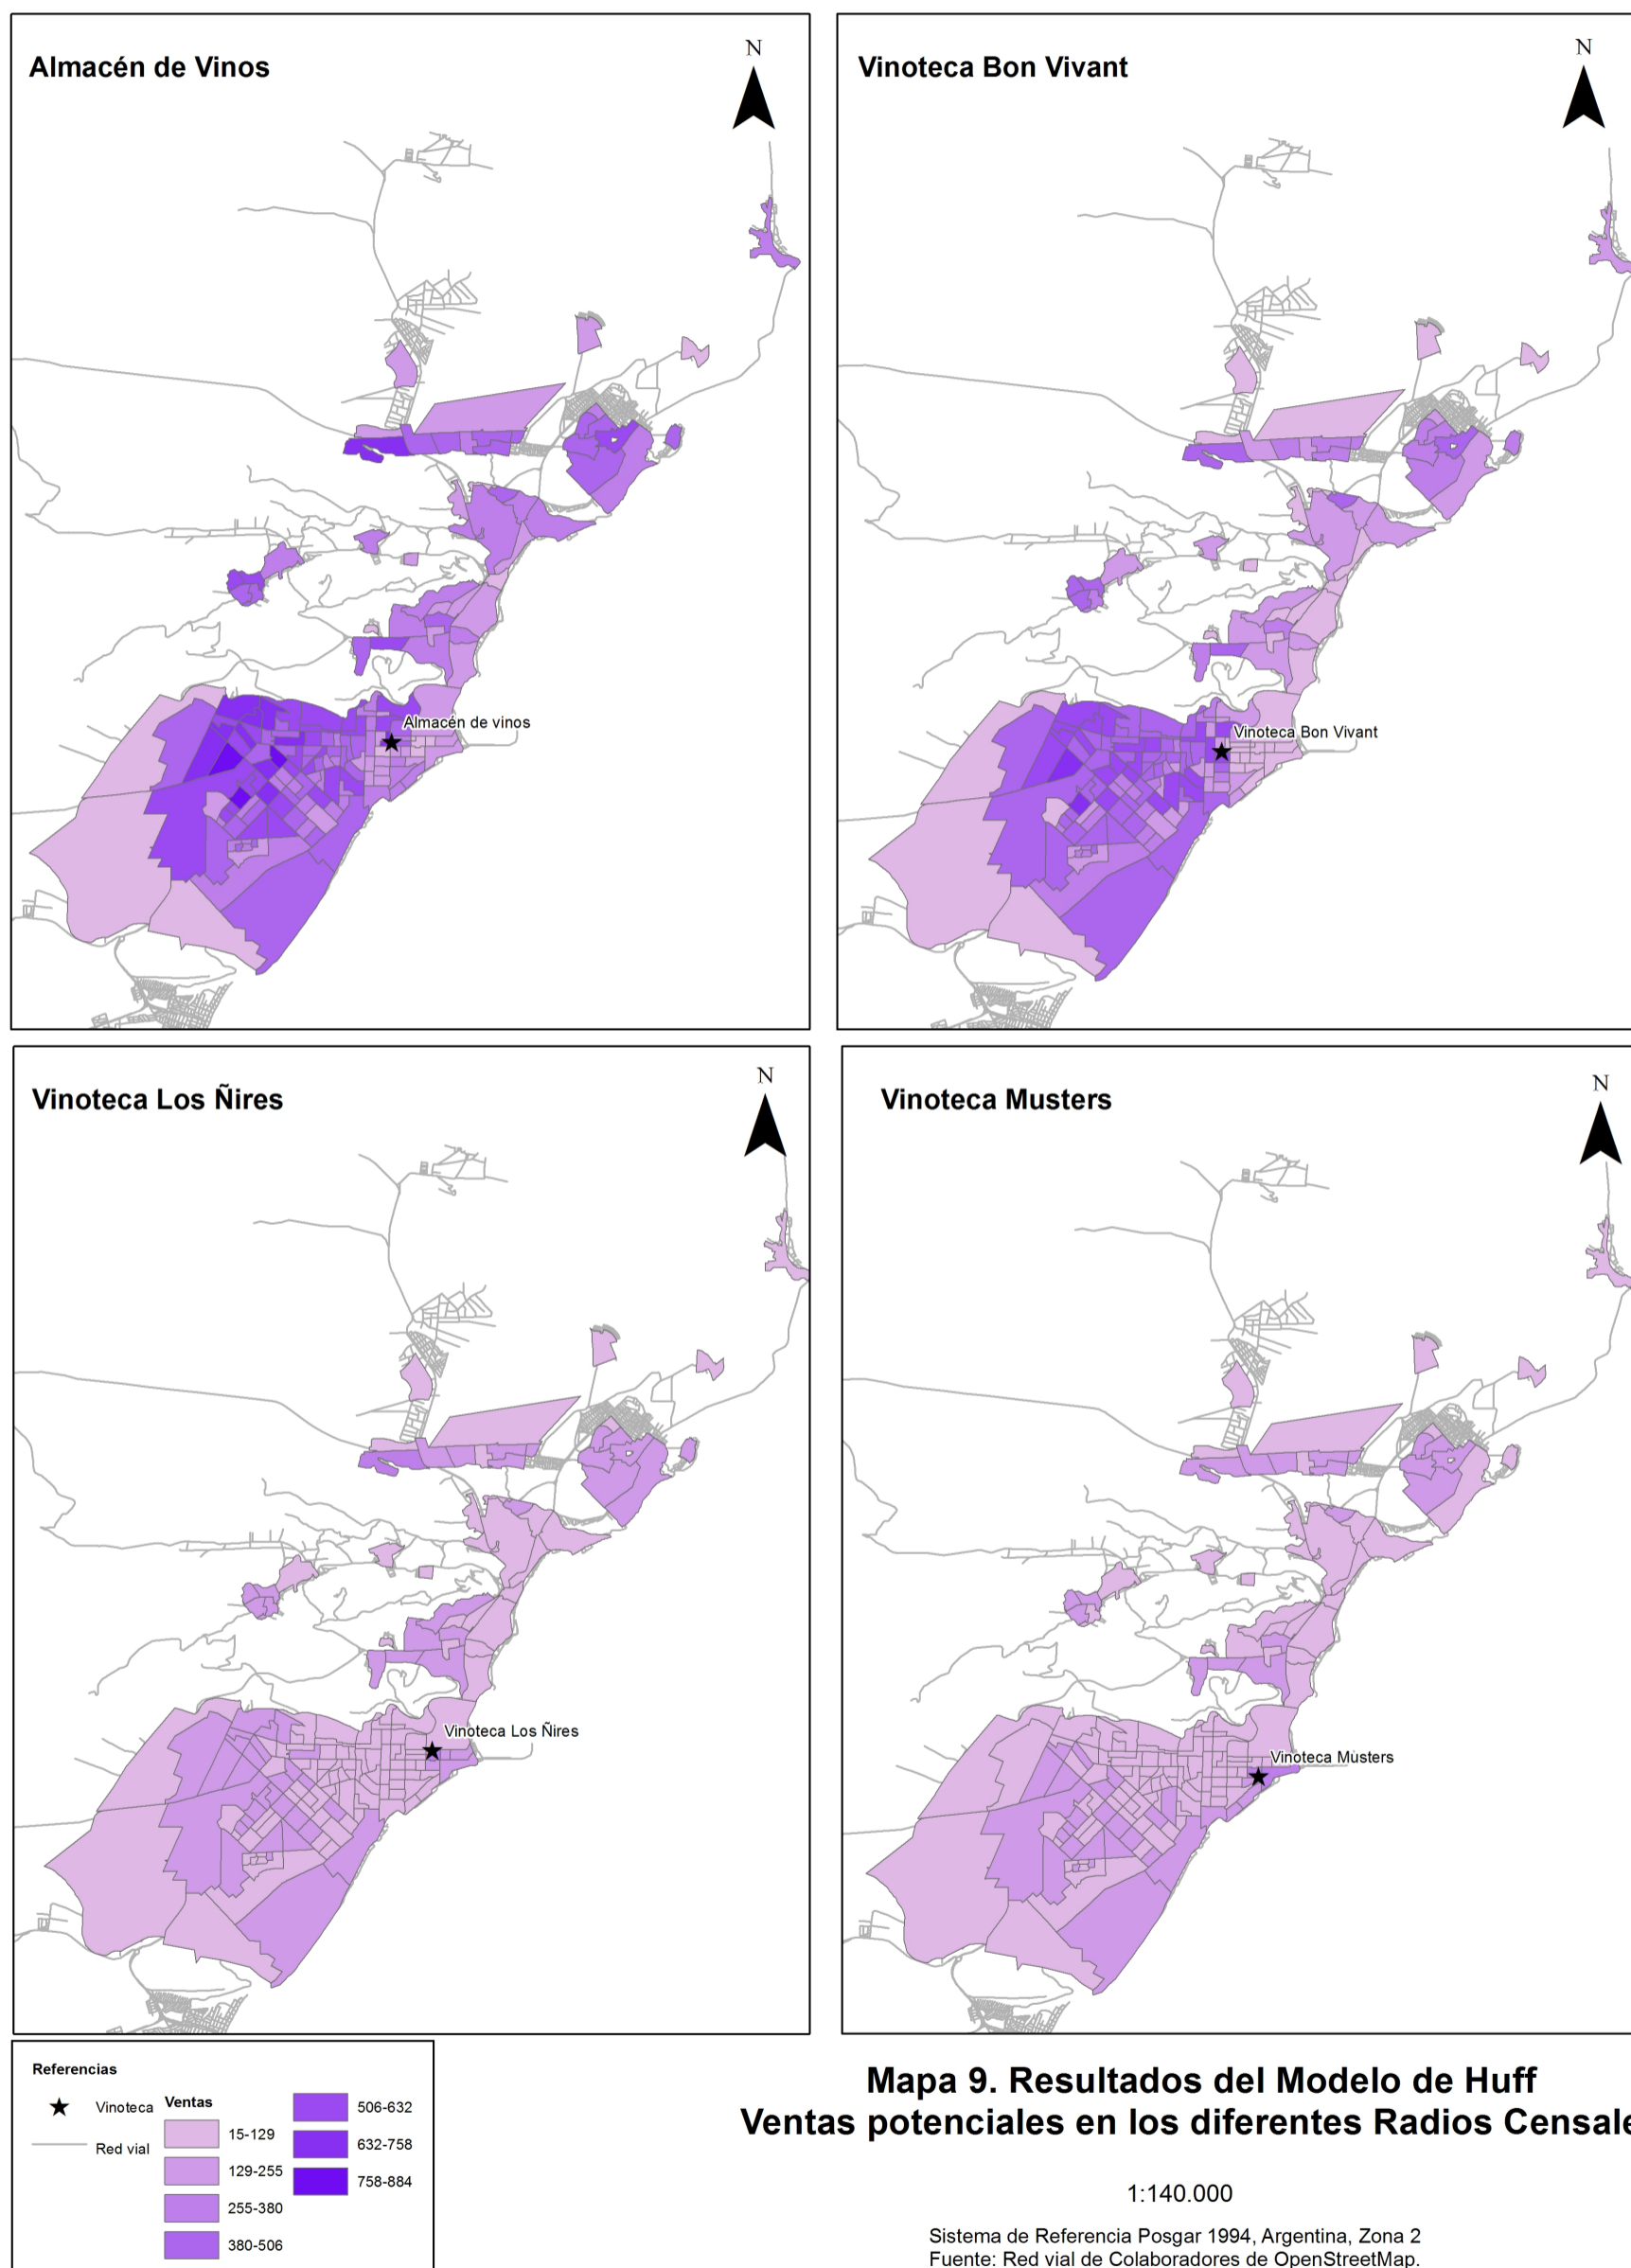 Almacén de Vinos
N
Almacén de vinos
Vinoteca Bon Vivant
N
Vinoteca Bon Vivant
Vinoteca Los Ñires
N
Vinoteca Los Ñires
Vinoteca Musters
N
Vinoteca Musters
Referencias
Vinoteca
Red vial
Ventas
15-129
129-255
255-380
380-506
506-632
632-758
758-884
Mapa 9. Resultados del Modelo de Huff
Ventas potenciales en los diferentes Radios Censale
1:140.000
Sistema de Referencia Posgar 1994, Argentina, Zona 2
Fuente: Red vial de Colaboradores de OpenStreetMap.